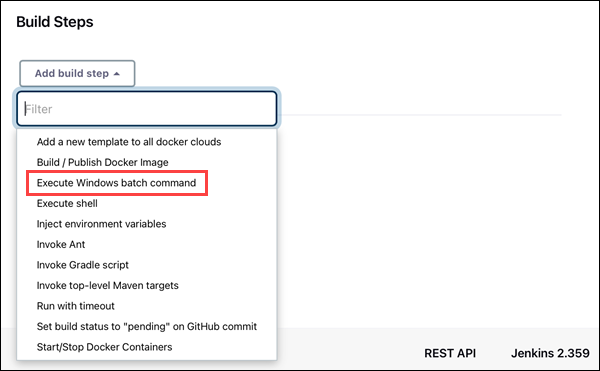 Build Steps
Add build step
Filter
Add a new template to all docker clouds
Build / Publish Docker Image
Execute Windows batch command
Execute shell
Inject environment variables
Invoke Ant
Invoke Gradle script
Invoke top-level Maven targets
Run with timeout
Set build status to "pending" on GitHub commit
Start/Stop Docker Containers
REST API Jenkins 2.359